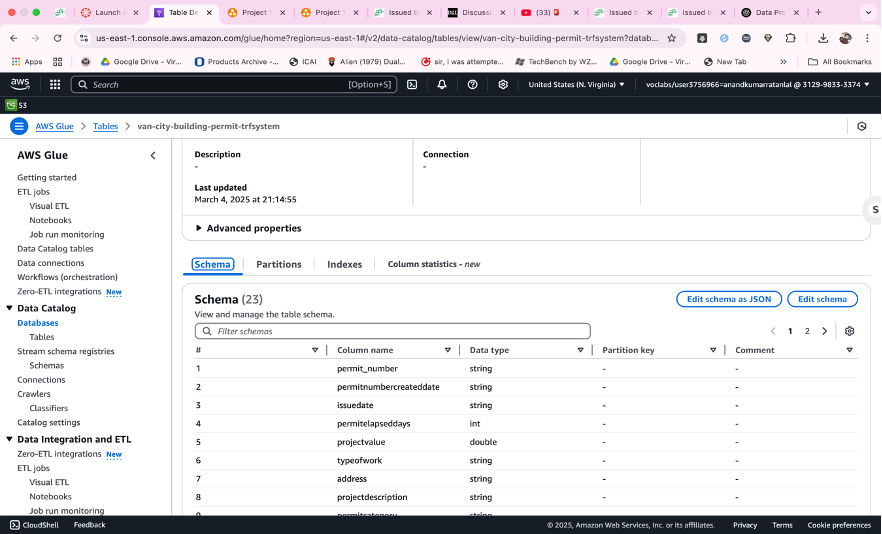 Launch A
Table De
Project 1
Project 1
Issued b
Discussi
(33)
Issued b
Issued b
Data Pro
us-east-1.console.aws.amazon.com/glue/home?region=us-east-1#/v2/data-catalog/tables/view/van-city-building-permit-trfsystem?datab...
Apps
Google Drive - Vir...
Products Archive -...
ICAI
Alien (1979) Dual...
sir, I was attempte...
TechBench by WZ...
Google Drive - Vir...
New Tab
All Bookmarks
aws
Search
[Option+S]
United States (N. Virginia)
voclabs/user3756966=anandkumarratanlal @ 3129-9833-3374
S3
AWS Glue
Tables
van-city-building-permit-trfsystem
AWS Glue
Getting started
ETL jobs
Visual ETL
Notebooks
Job run monitoring
Data Catalog tables
Data connections
Workflows (orchestration)
Zero-ETL integrations New
Data Catalog
Databases
Tables
Stream schema registries
Schemas
Connections
Crawlers
Classifiers
Catalog settings
Data Integration and ETL
Zero-ETL integrations New
ETL jobs
Visual ETL
Notebooks
Job run monitoring
Description
-
Connection
-
Last updated
March 4, 2025 at 21:14:55
S
Advanced properties
Schema
Partitions
Indexes
Column statistics - new
Schema (23)
View and manage the table schema.
Edit schema as JSON
Edit schema
Filter schemas
1 2
# Column name Data type Partition key Comment
1 permit_number string - -
2 permitnumbercreateddate string - -
3 issuedate string - -
4 permitelapseddays int - -
5 projectvalue double - -
6 typeofwork string - -
7 address string - -
8 projectdescription string - -
9 permitcategory string - -
CloudShell
Feedback
© 2025, Amazon Web Services, Inc. or its affiliates.
Privacy
Terms
Cookie preferences